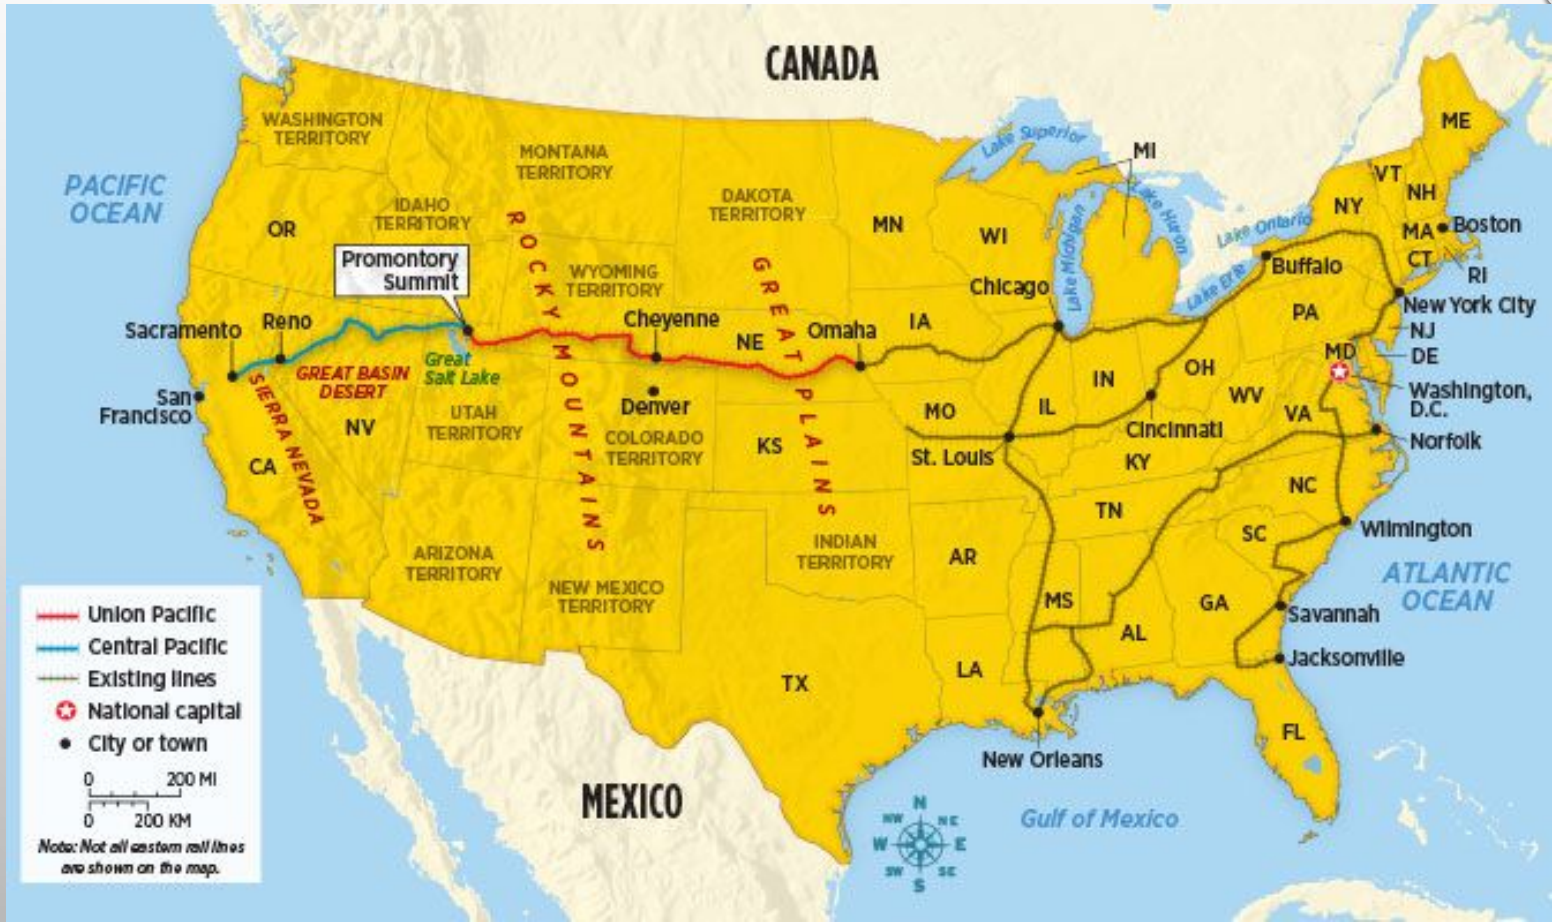 CANADA
WASHINGTON
TERRITORY
MONTANA
TERRITORY
DAKOTA
TERRITORY
IDAHO
TERRITORY
PACIFIC
OCEAN
OR
Promontory
Summit
ROCKY MOUNTAINS
WYOMING
TERRITORY
GREAT PLAINS
MN
WI
Lake Superior
MI
Lake Michigan
Lake Huron
Lake Ontario
Lake Erie
ME
VT
NH
NY
MA
Boston
CT
RI
Buffalo
Chicago
New York City
PA
NJ
DE
MD
Washington,
D.C.
Sacramento
Reno
Cheyenne
NE
Omaha
IA
Great
Salt Lake
GREAT BASIN
DESERT
SIERRA NEVADA
San
Francisco
NV
CA
UTAH
TERRITORY
Denver
COLORADO
TERRITORY
KS
MO
IL
IN
OH
WV
VA
Cincinnati
Norfolk
St. Louis
KY
TN
NC
SC
Wilmington
ARIZONA
TERRITORY
NEW MEXICO
TERRITORY
INDIAN
TERRITORY
AR
MS
AL
GA
ATLANTIC
OCEAN
Savannah
Jacksonville
TX
LA
FL
New Orleans
MEXICO
Gulf of Mexico
N
NW NE
W E
SW SE
S
Union Pacific
Central Pacific
Existing lines
National capital
City or town
0 200 MI
0 200 KM
Note: Not all eastern rail lines
are shown on the map.